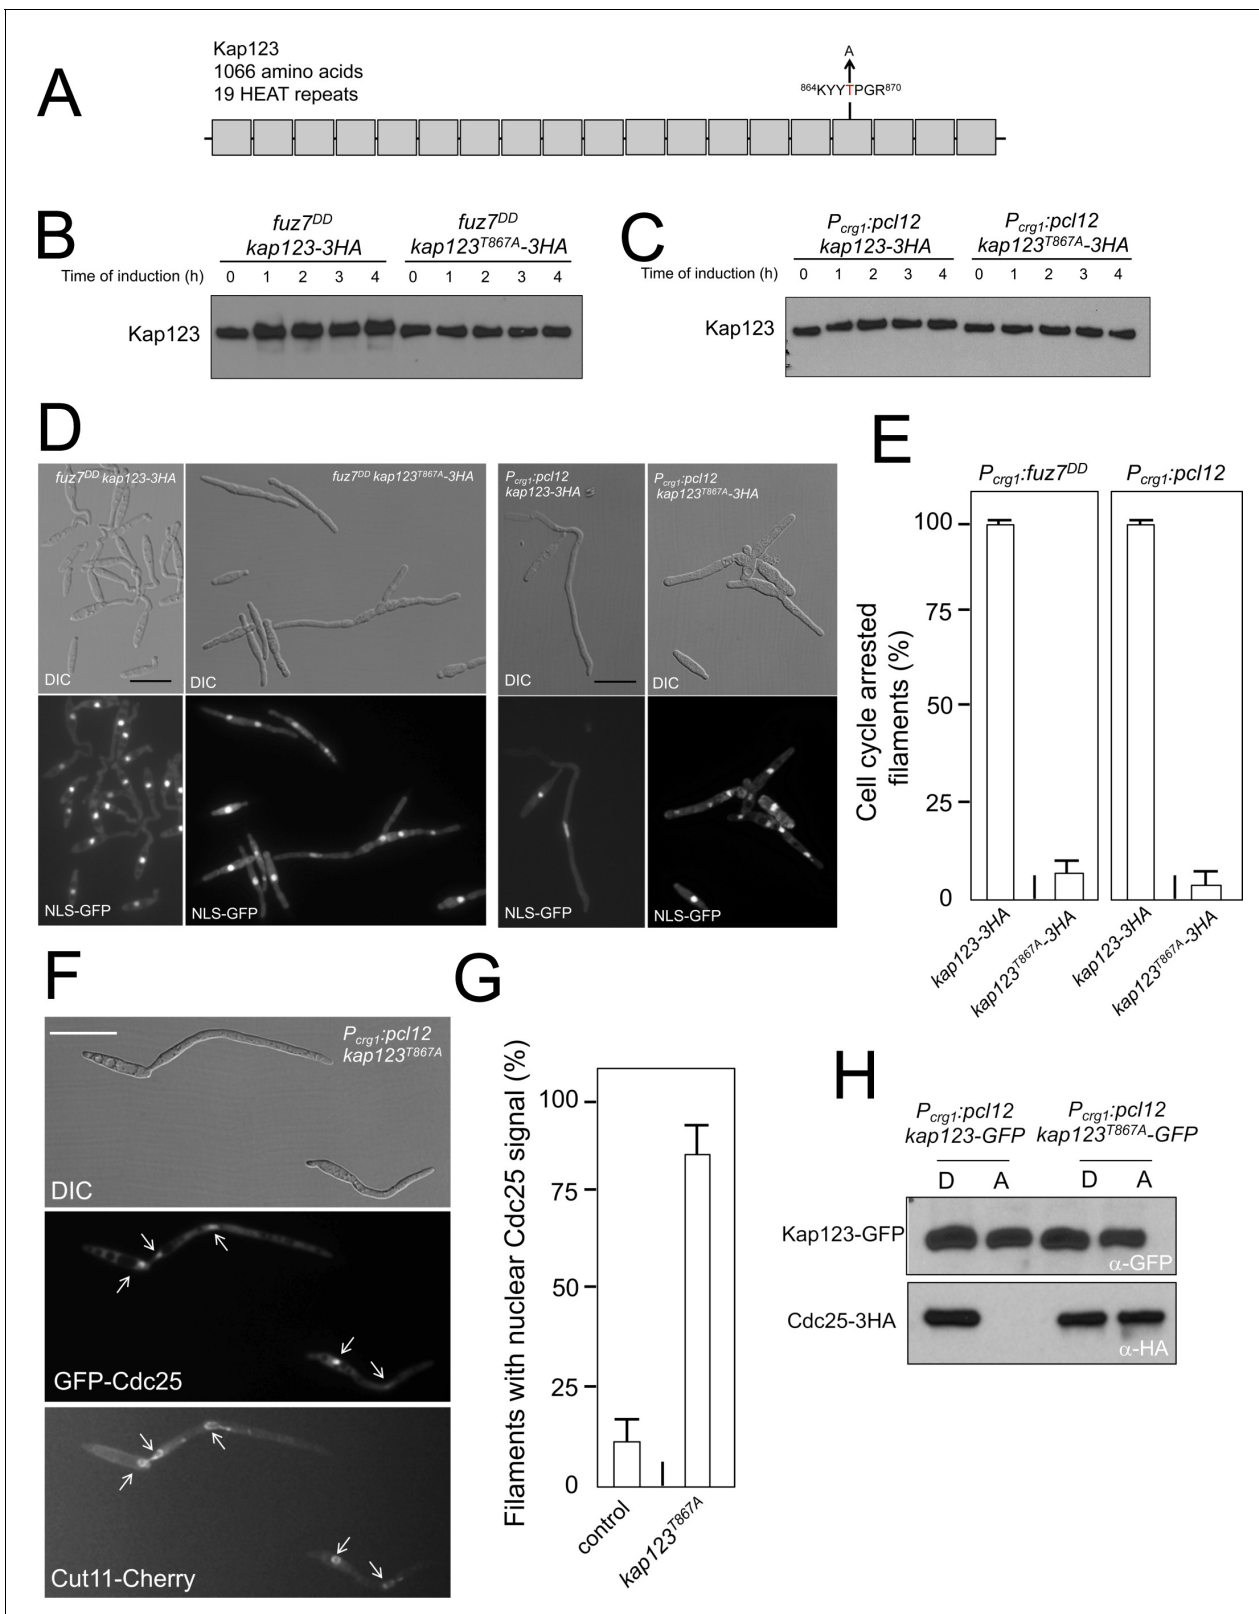 A
Kap123
1066 amino acids
19 HEAT repeats
A
864KYYTPGR870
B
fuz7DD
kap123-3HA
fuz7DD
kap123T867A-3HA
Time of induction (h)
0 1 2 3 4 0 1 2 3 4
Kap123
C
Pcrg1:pcl12
kap123-3HA
Pcrg1:pcl12
kap123T867A-3HA
Time of induction (h)
0 1 2 3 4 0 1 2 3 4
Kap123
D
fuz7DD kap123-3HA
fuz7DD kap123T867A-3HA
Pcrg1:pcl12
kap123-3HA
Pcrg1:pcl12
kap123T867A-3HA
DIC
DIC
DIC
DIC
NLS-GFP
NLS-GFP
NLS-GFP
NLS-GFP
E
Pcrg1:fuz7DD
Pcrg1:pcl12
Cell cycle arrested
filaments (%)
100
75
50
25
0
kap123-3HA
kap123T867A-3HA
kap123-3HA
kap123T867A-3HA
F
Pcrg1:pcl12
kap123T867A
DIC
GFP-Cdc25
Cut11-Cherry
G
Filaments with nuclear Cdc25 signal (%)
100
75
50
25
0
control
kap123T867A
H
Pcrg1:pcl12
kap123-GFP
Pcrg1:pcl12
kap123T867A-GFP
D A D A
Kap123-GFP
α-GFP
Cdc25-3HA
α-HA